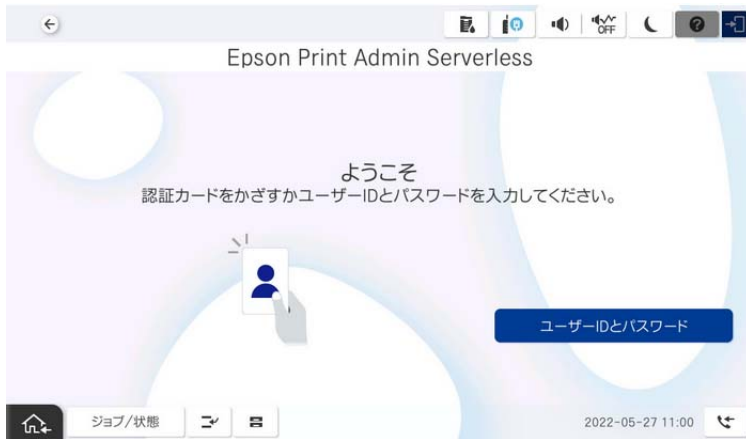 OFF
Epson Print Admin Serverless
ようこそ
認証カードをかざすかユーザーIDとパスワードを入力してください。
ユーザーIDとパスワード
ジョブ/状態
2022-05-27 11:00